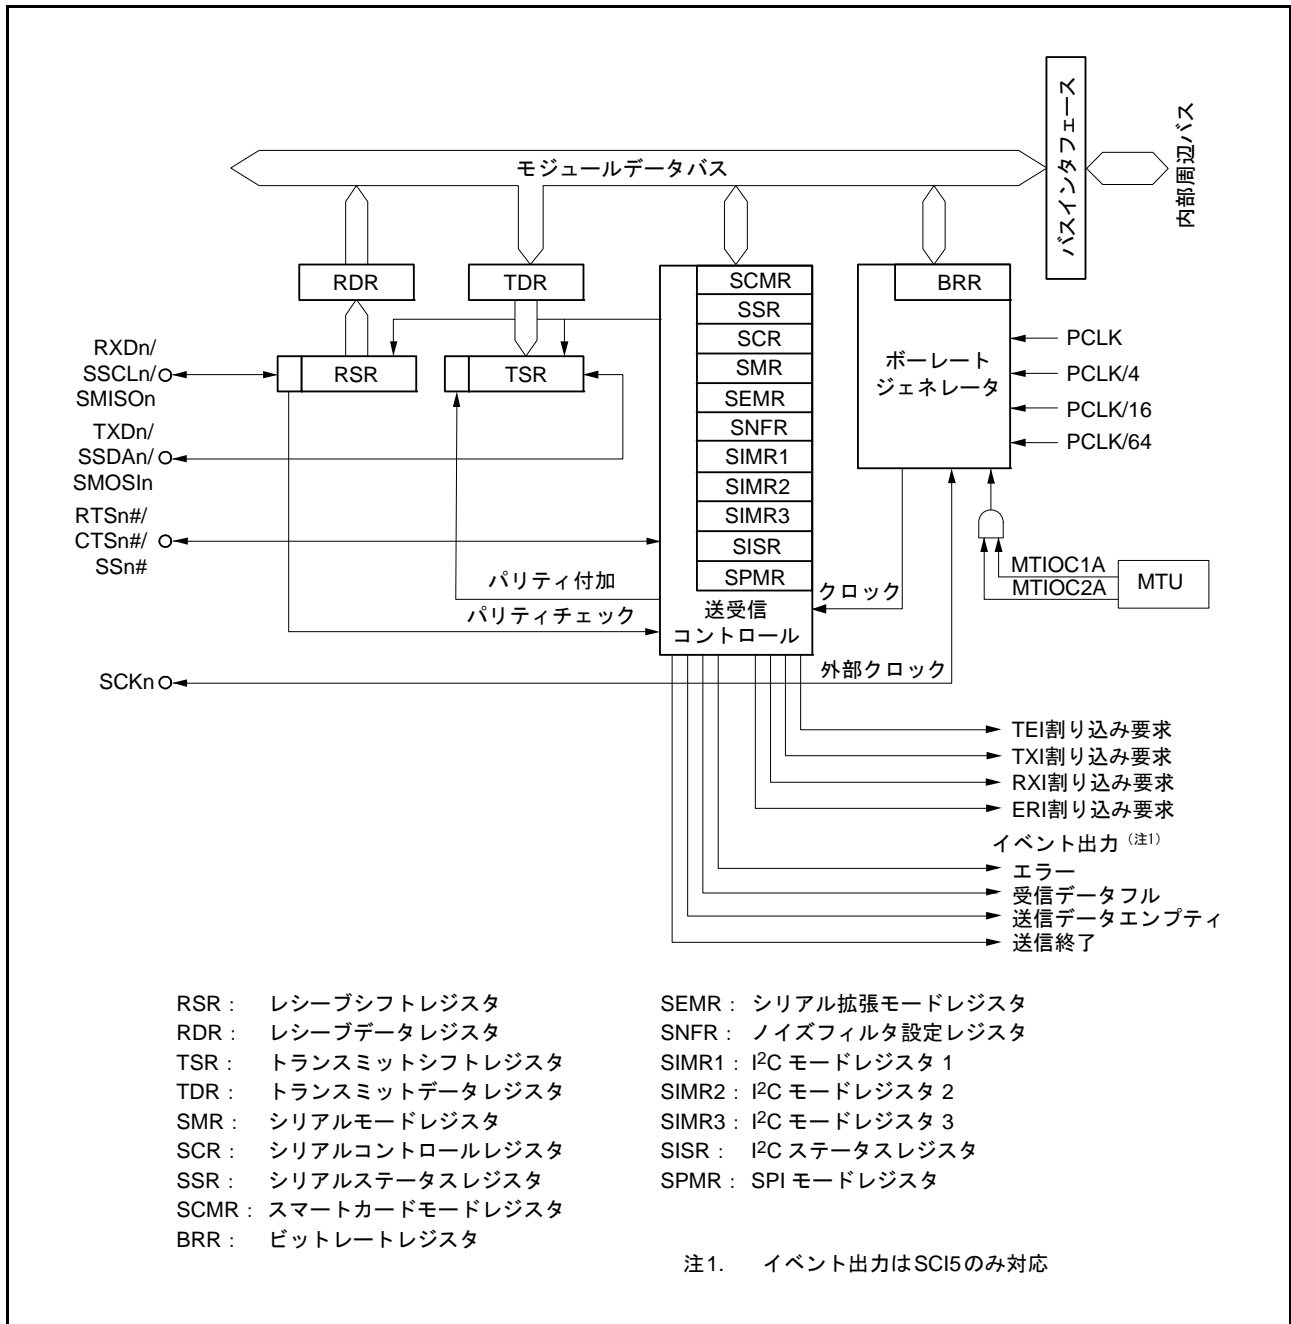 モジュールデータバス
バスインタフェース
内部周辺バス
RDR
TDR
RSR
TSR
SCMR
SSR
SCR
SMR
SEMR
SNFR
SIMR1
SIMR2
SIMR3
SISR
SPMR
送受信
コントロール
BRR
ボーレート
ジェネレータ
PCLK
PCLK/4
PCLK/16
PCLK/64
RXDn/
SSCLn/
SMISOn
TXDn/
SSDAn/
SMOSIn
RTSn#/
CTSn#/
SSn#
パリティ付加
パリティチェック
クロック
MTIOC1A
MTIOC2A
MTU
SCKn
外部クロック
TEI割り込み要求
TXI割り込み要求
RXI割り込み要求
ERI割り込み要求
イベント出力(注1)
エラー
受信データフル
送信データエンプティ
送信終了
RSR： レシーブシフトレジスタ
RDR： レシーブデータレジスタ
TSR： トランスミットシフトレジスタ
TDR： トランスミットデータレジスタ
SMR： シリアルモードレジスタ
SCR： シリアルコントロールレジスタ
SSR： シリアルステータスレジスタ
SCMR： スマートカードモードレジスタ
BRR： ビットレートレジスタ
SEMR： シリアル拡張モードレジスタ
SNFR： ノイズフィルタ設定レジスタ
SIMR1： I2C モードレジスタ 1
SIMR2： I2C モードレジスタ 2
SIMR3： I2C モードレジスタ 3
SISR： I2C ステータスレジスタ
SPMR： SPI モードレジスタ
注1. イベント出力はSCI5のみ対応